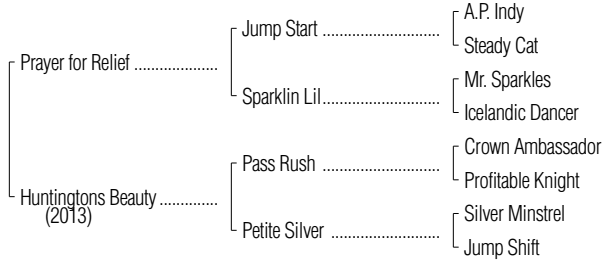 A.P. Indy
Jump Start ....................
Steady Cat
Prayer for Relief ....................
Mr. Sparkles
Sparklin Lil....................
Icelandic Dancer
Crown Ambassador
Pass Rush ....................
Profitable Knight
Huntingtons Beauty ..............
(2013)
Silver Minstrel
Petite Silver ....................
Jump Shift